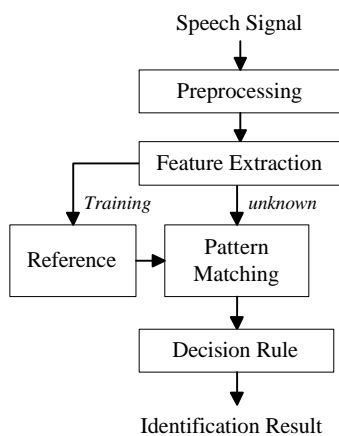 Speech Signal
Preprocessing
Feature Extraction
Training
unknown
Reference
Pattern
Matching
Decision Rule
Identification Result